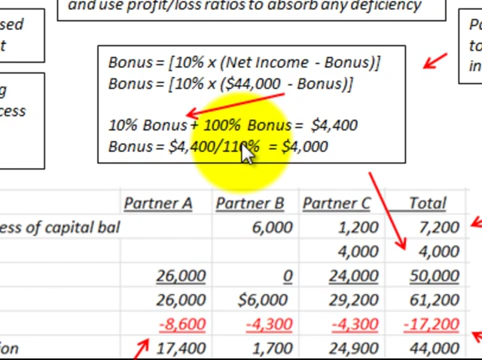 and use profit/loss ratios to absorb any deficiency
sed
t
g
cess
Bonus = [10% x (Net Income - Bonus)]
Bonus = [10% x ($44,000 - Bonus)]
10% Bonus + 100% Bonus = $4,400
Bonus = $4,400/110% = $4,000
Pa
to
in
Partner A Partner B Partner C Total
ess of capital bal 6,000 1,200 7,200
4,000 4,000
26,000 0 24,000 50,000
26,000 $6,000 29,200 61,200
-8,600 -4,300 -4,300 -17,200
ion 17,400 1,700 24,900 44,000